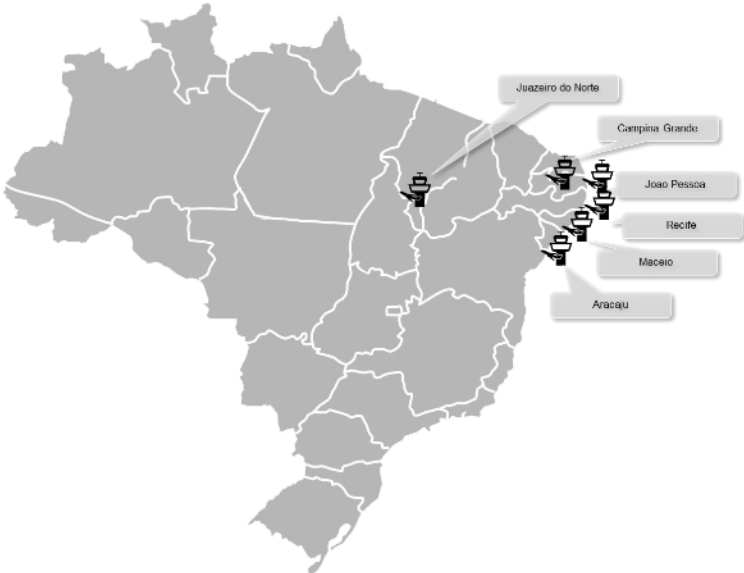 Juazeiro do Norte
Campina Grande
Joao Pessoa
Recife
Maceio
Aracaju